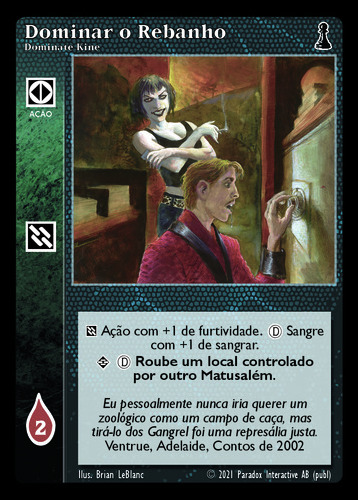 Dominar o Rebanho
Dominate Kine
AÇÃO
Ação com +1 de furtividade. Ⓓ Sangre
com +1 de sangrar.
Ⓓ Roube um local controlado
por outro Matusalém.
Eu pessoalmente nunca iria querer um
zoológico como um campo de caça, mas
tirá-lo dos Gangrel foi uma represália justa.
Ventrue, Adelaide, Contos de 2002
2
Ilus. Brian LeBlanc
© 2021 Paradox Interactive AB (publ)